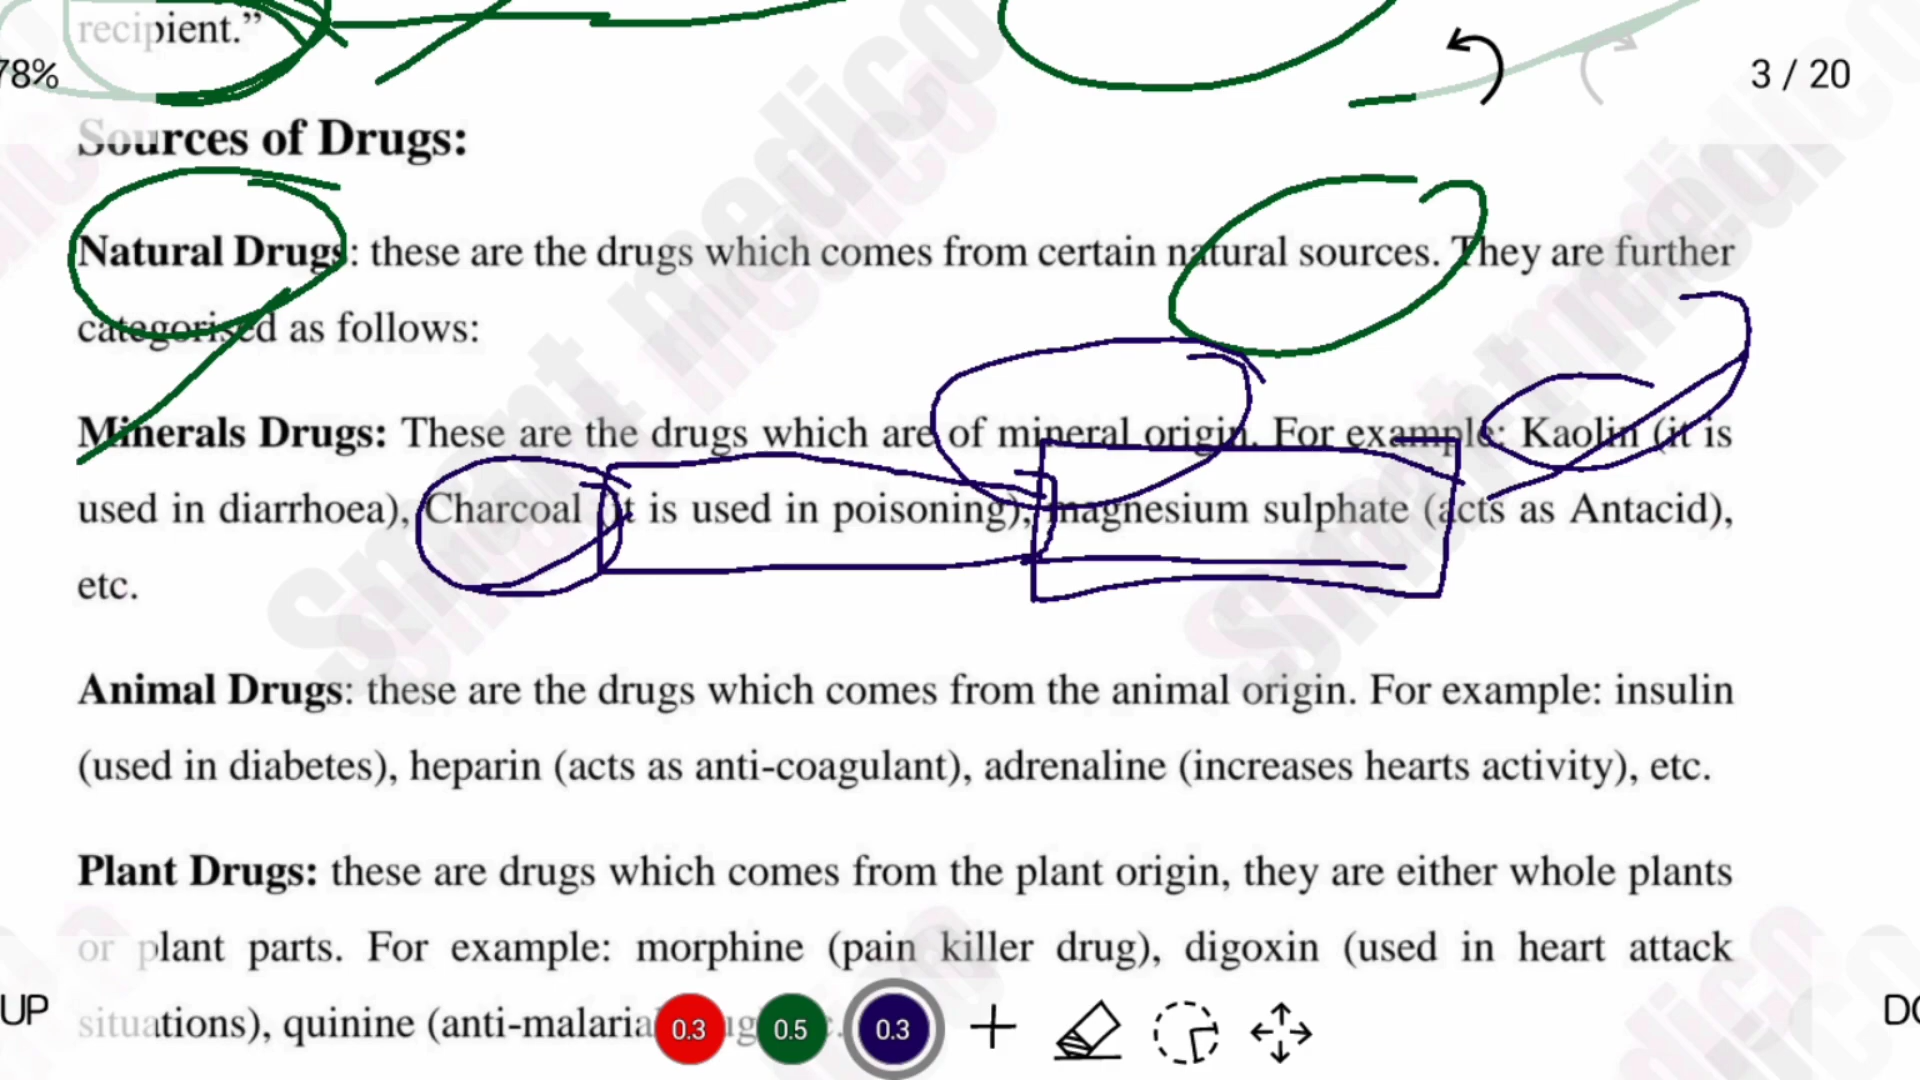 recipient.”
78%
3 / 20
Sources of Drugs:
Natural Drugs: these are the drugs which comes from certain natural sources. They are further
categorised as follows:
Minerals Drugs: These are the drugs which are of mineral origin. For example: Kaolin (it is
used in diarrhoea), Charcoal (it is used in poisoning), magnesium sulphate (acts as Antacid),
etc.
Animal Drugs: these are the drugs which comes from the animal origin. For example: insulin
(used in diabetes), heparin (acts as anti-coagulant), adrenaline (increases hearts activity), etc.
Plant Drugs: these are drugs which comes from the plant origin, they are either whole plants
or plant parts. For example: morphine (pain killer drug), digoxin (used in heart attack
UP
situations), quinine (anti-malaria
0.3 0.5 0.3
Smart medico
Smart medico